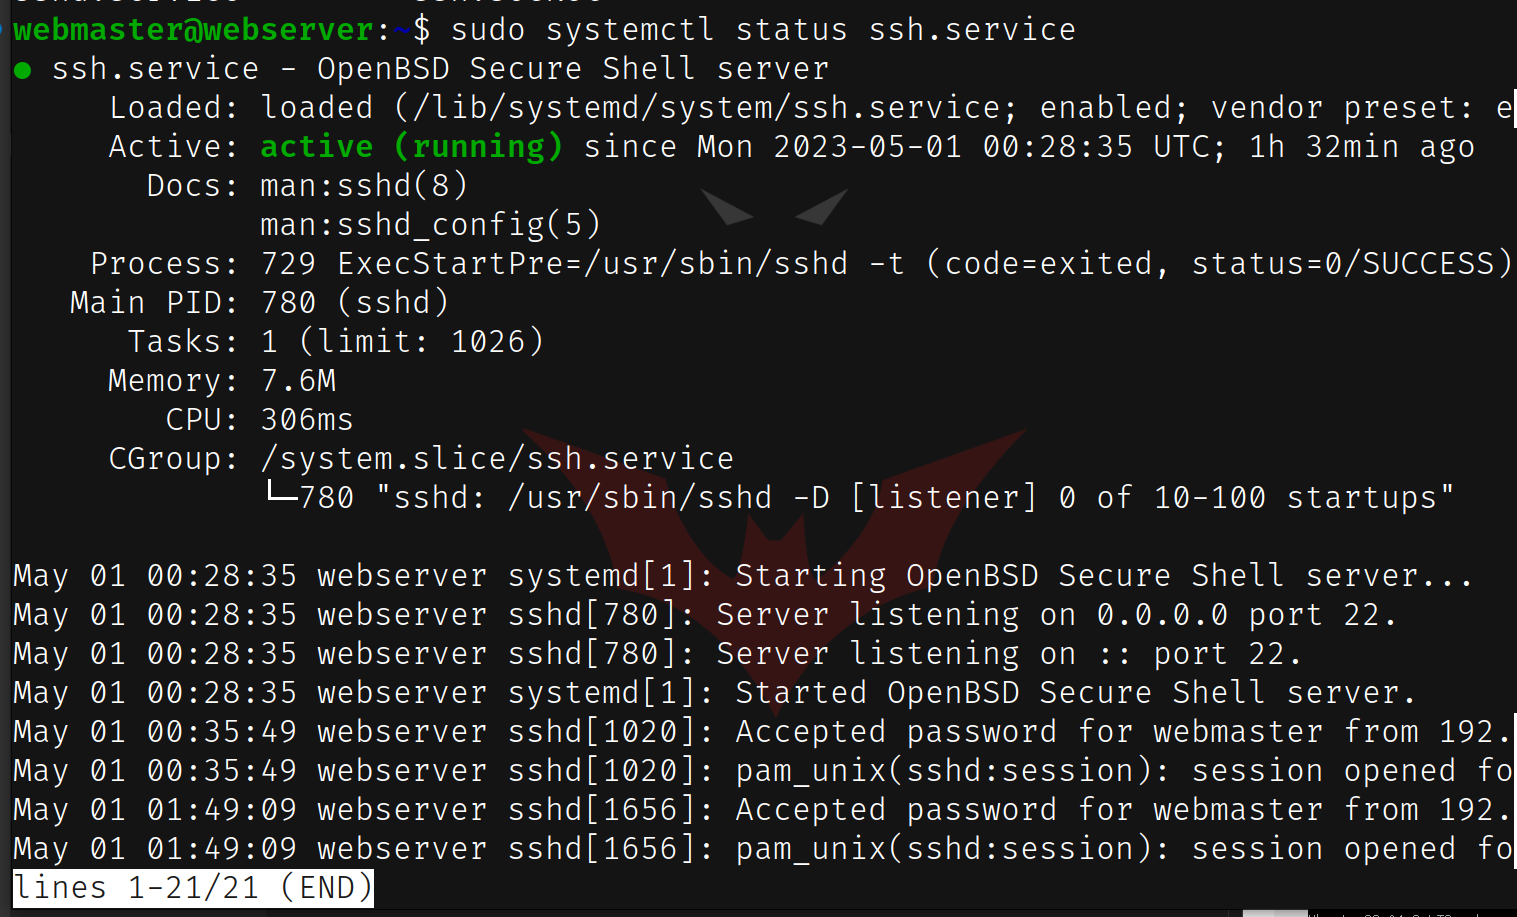 webmaster@webserver:~$ sudo systemctl status ssh.service
● ssh.service - OpenBSD Secure Shell server
Loaded: loaded (/lib/systemd/system/ssh.service; enabled; vendor preset: e
Active: active (running) since Mon 2023-05-01 00:28:35 UTC; 1h 32min ago
Docs: man:sshd(8)
man:sshd_config(5)
Process: 729 ExecStartPre=/usr/sbin/sshd -t (code=exited, status=0/SUCCESS)
Main PID: 780 (sshd)
Tasks: 1 (limit: 1026)
Memory: 7.6M
CPU: 306ms
CGroup: /system.slice/ssh.service
└─780 "sshd: /usr/sbin/sshd -D [listener] 0 of 10-100 startups"
May 01 00:28:35 webserver systemd[1]: Starting OpenBSD Secure Shell server...
May 01 00:28:35 webserver sshd[780]: Server listening on 0.0.0.0 port 22.
May 01 00:28:35 webserver sshd[780]: Server listening on :: port 22.
May 01 00:28:35 webserver systemd[1]: Started OpenBSD Secure Shell server.
May 01 00:35:49 webserver sshd[1020]: Accepted password for webmaster from 192.
May 01 00:35:49 webserver sshd[1020]: pam_unix(sshd:session): session opened fo
May 01 01:49:09 webserver sshd[1656]: Accepted password for webmaster from 192.
May 01 01:49:09 webserver sshd[1656]: pam_unix(sshd:session): session opened fo
lines 1-21/21 (END)